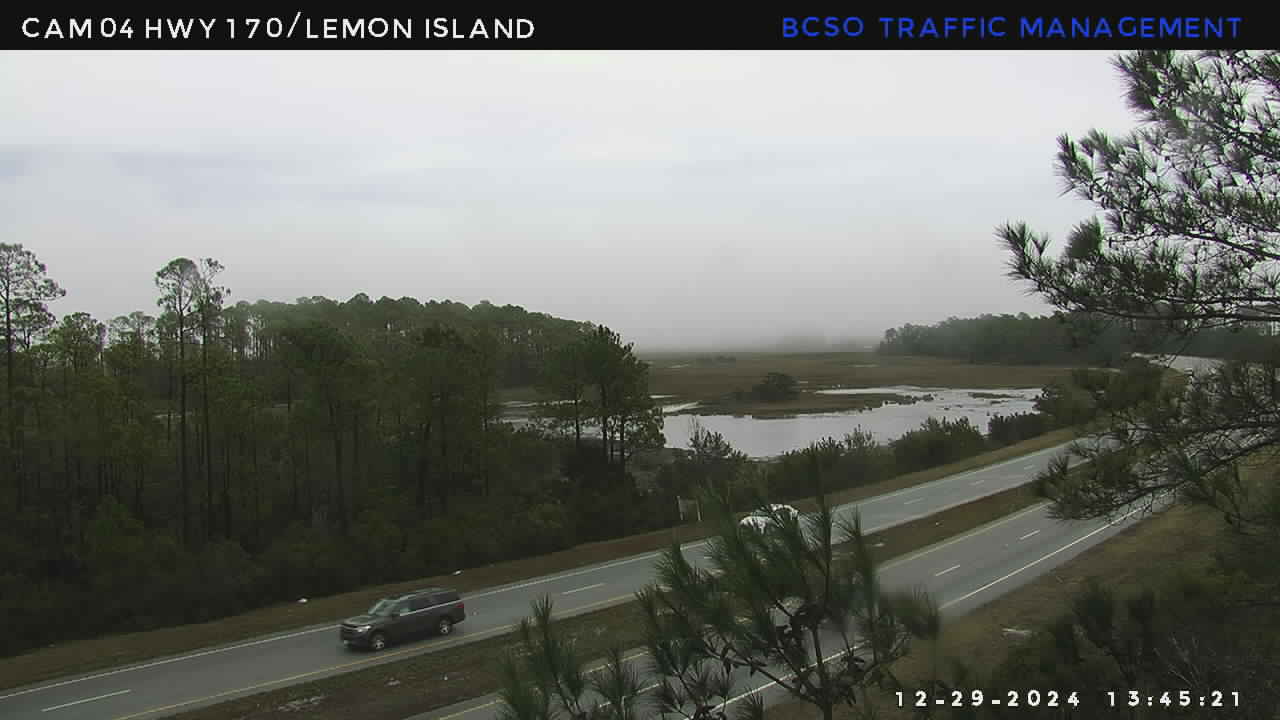 CAM04 HWY 170/LEMON ISLAND
BCSO TRAFFIC MANAGEMENT
12-29-2024 13:45:21